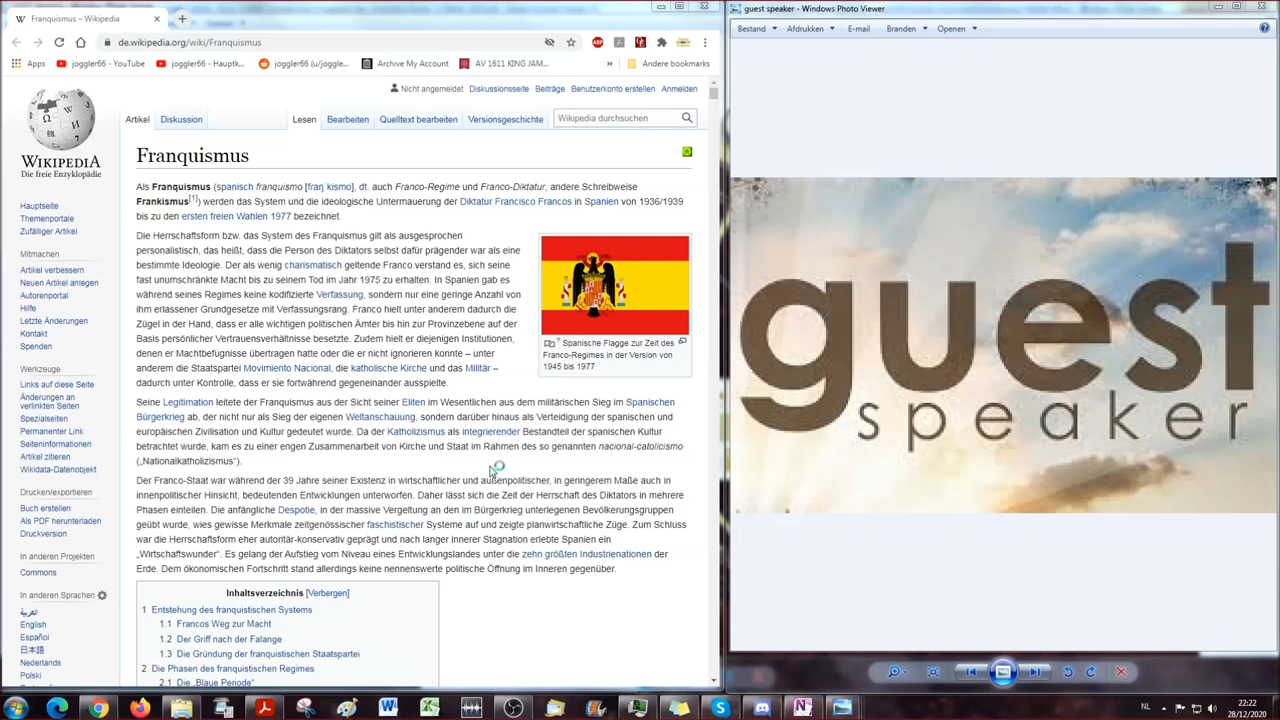 Franquismus – Wikipedia
guest speaker - Windows Photo Viewer
de.wikipedia.org/wiki/Franquismus
Bestand Afdrukken E-mail Branden Openen
Apps joggler66 - YouTube joggler66 - Hauptk... joggler66 (u/joggle... Archive My Account AV 1611 KING JAM... » Andere bookmarks
Nicht angemeldet Diskussionsseite Beiträge Benutzerkonto erstellen Anmelden
Artikel Diskussion Lesen Bearbeiten Quelltext bearbeiten Versionsgeschichte Wikipedia durchsuchen
WIKIPEDIA
Die freie Enzyklopädie
Hauptseite
Themenportale
Zufälliger Artikel
Mitmachen
Artikel verbessern
Neuen Artikel anlegen
Autorenportal
Hilfe
Letzte Änderungen
Kontakt
Spenden
Werkzeuge
Links auf diese Seite
Änderungen an
verlinkten Seiten
Spezialseiten
Permanenter Link
Seiteninformationen
Artikel zitieren
Wikidata-Datenobjekt
Drucken/exportieren
Buch erstellen
Als PDF herunterladen
Druckversion
In anderen Projekten
Commons
In anderen Sprachen
العربية
English
Español
日本語
Nederlands
Polski
Franquismus
Als Franquismus (spanisch franquismo [fraŋˈkismo], dt. auch Franco-Regime und Franco-Diktatur, andere Schreibweise
Frankismus[1]) werden das System und die ideologische Untermauerung der Diktatur Francisco Francos in Spanien von 1936/1939
bis zu den ersten freien Wahlen 1977 bezeichnet.
Die Herrschaftsform bzw. das System des Franquismus gilt als ausgesprochen
personalistisch, das heißt, dass die Person des Diktators selbst dafür prägender war als eine
bestimmte Ideologie. Der als wenig charismatisch geltende Franco verstand es, sich seine
fast unumschränkte Macht bis zu seinem Tod im Jahr 1975 zu erhalten. In Spanien gab es
während seines Regimes keine kodifizierte Verfassung, sondern nur eine geringe Anzahl von
ihm erlassener Grundgesetze mit Verfassungsrang. Franco hielt unter anderem dadurch die
Zügel in der Hand, dass er alle wichtigen politischen Ämter bis hin zur Provinzebene auf der
Basis persönlicher Vertrauensverhältnisse besetzte. Zudem hielt er diejenigen Institutionen,
denen er Machtbefugnisse übertragen hatte oder die er nicht ignorieren konnte – unter
anderem die Staatspartei Movimiento Nacional, die katholische Kirche und das Militär –
dadurch unter Kontrolle, dass er sie fortwährend gegeneinander ausspielte.
Spanische Flagge zur Zeit des
Franco-Regimes in der Version von
1945 bis 1977
Seine Legitimation leitete der Franquismus aus der Sicht seiner Eliten im Wesentlichen aus dem militärischen Sieg im Spanischen
Bürgerkrieg ab, der nicht nur als Sieg der eigenen Weltanschauung, sondern darüber hinaus als Verteidigung der spanischen und
europäischen Zivilisation und Kultur gedeutet wurde. Da der Katholizismus als integrierender Bestandteil der spanischen Kultur
betrachtet wurde, kam es zu einer engen Zusammenarbeit von Kirche und Staat im Rahmen des so genannten nacional-catolicismo
(„Nationalkatholizismus“).
Der Franco-Staat war während der 39 Jahre seiner Existenz in wirtschaftlicher und außenpolitischer, in geringerem Maße auch in
innenpolitischer Hinsicht, bedeutenden Entwicklungen unterworfen. Daher lässt sich die Zeit der Herrschaft des Diktators in mehrere
Phasen einteilen. Die anfängliche Despotie, in der massive Vergeltung an den im Bürgerkrieg unterlegenen Bevölkerungsgruppen
geübt wurde, wies gewisse Merkmale zeitgenössischer faschistischer Systeme auf und zeigte planwirtschaftliche Züge. Zum Schluss
war die Herrschaftsform eher autoritär-konservativ geprägt und nach langer innerer Stagnation erlebte Spanien ein
„Wirtschaftswunder“. Es gelang der Aufstieg vom Niveau eines Entwicklungslandes unter die zehn größten Industrienationen der
Erde. Dem ökonomischen Fortschritt stand allerdings keine nennenswerte politische Öffnung im Inneren gegenüber.
Inhaltsverzeichnis [Verbergen]
1 Entstehung des franquistischen Systems
1.1 Francos Weg zur Macht
1.2 Der Griff nach der Falange
1.3 Die Gründung der franquistischen Staatspartei
2 Die Phasen des franquistischen Regimes
2.1 Die „Blaue Periode“
guest
speaker
NL
22:22
28/12/2020